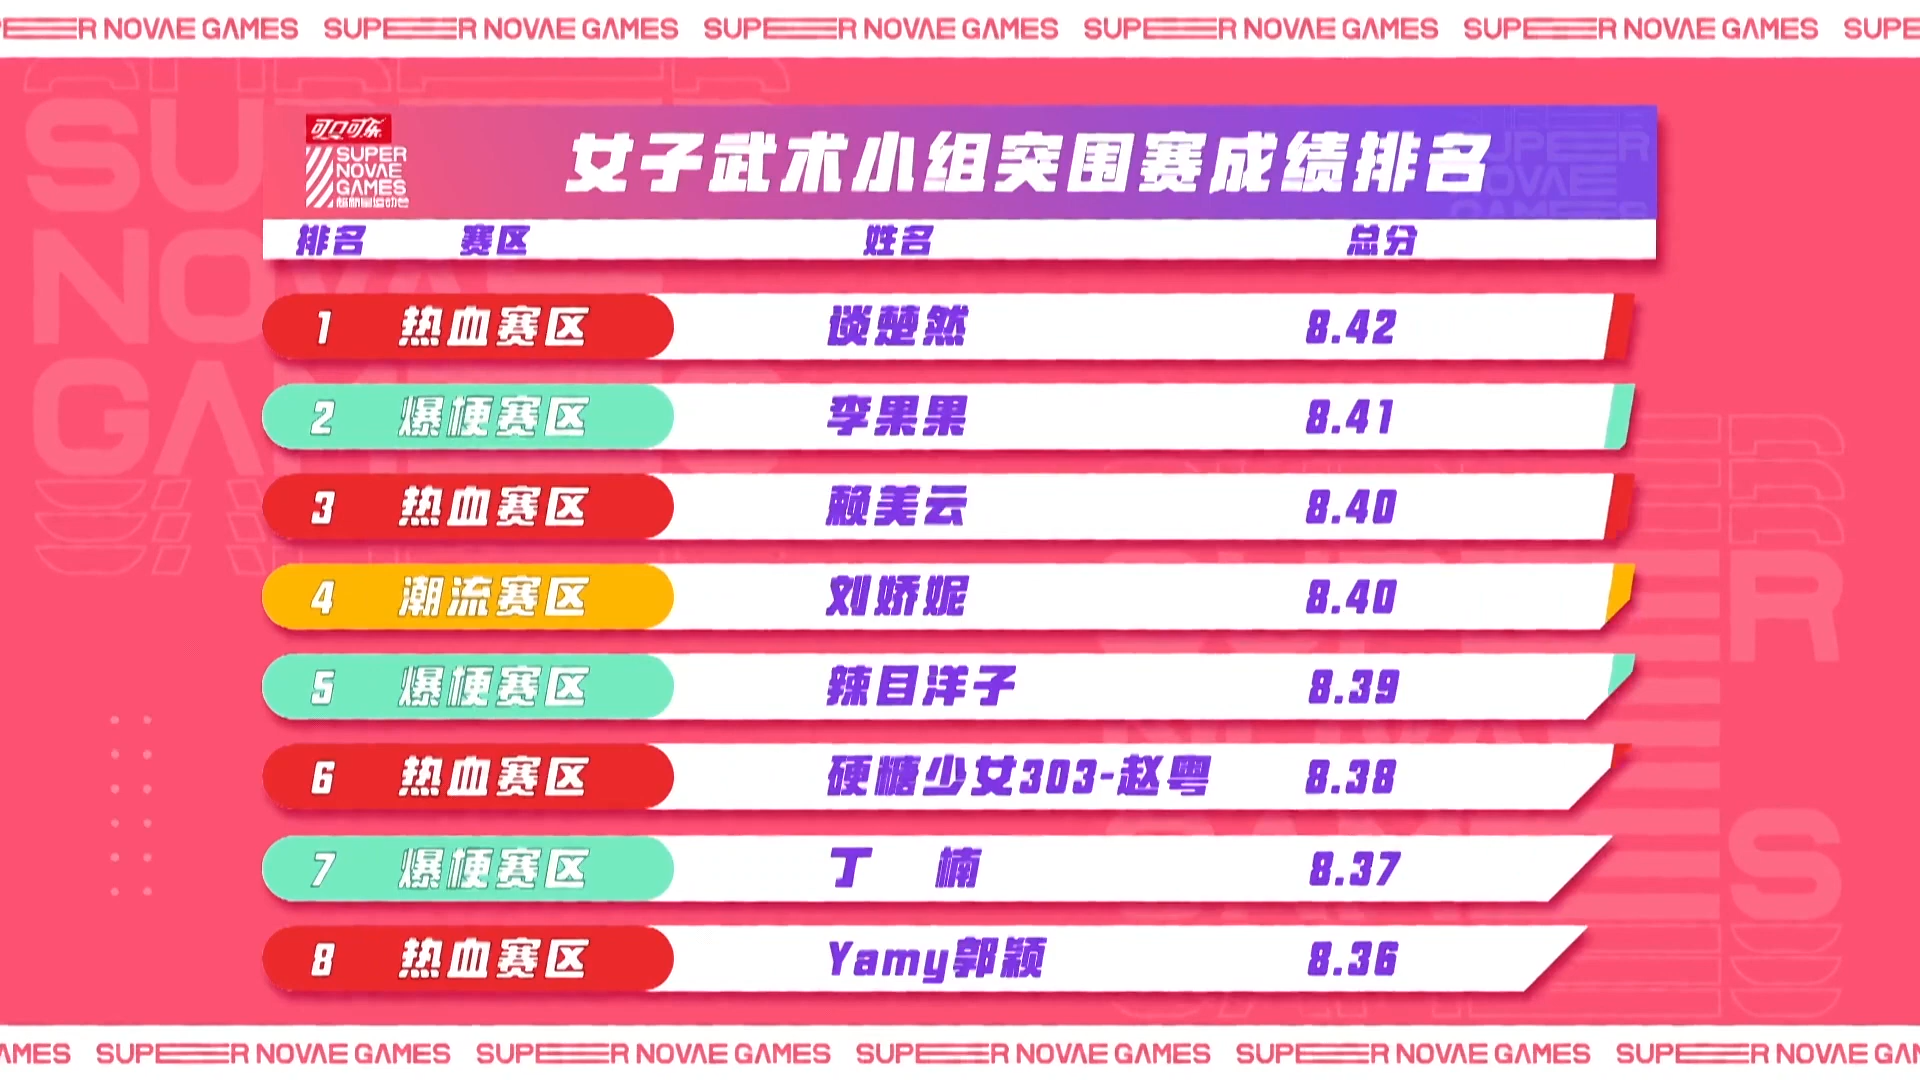 SUPER NOVAE GAMES SUPER NOVAE GAMES SUPER NOVAE GAMES SUPER NOVAE GAMES
可口可乐
SUPER
NOVAE
GAMES
超新星运动会
女子武术小组突围赛成绩排名
排名 赛区 姓名 总分
1 热血赛区 谈楚然 8.42
2 爆梗赛区 李果果 8.41
3 热血赛区 赖美云 8.40
4 潮流赛区 刘娇妮 8.40
5 爆梗赛区 辣目洋子 8.39
6 热血赛区 硬糖少女303-赵粤 8.38
7 爆梗赛区 丁楠 8.37
8 热血赛区 Yamy郭颖 8.36
SUPER NOVAE GAMES SUPER NOVAE GAMES SUPER NOVAE GAMES SUPER NOVAE GAMES